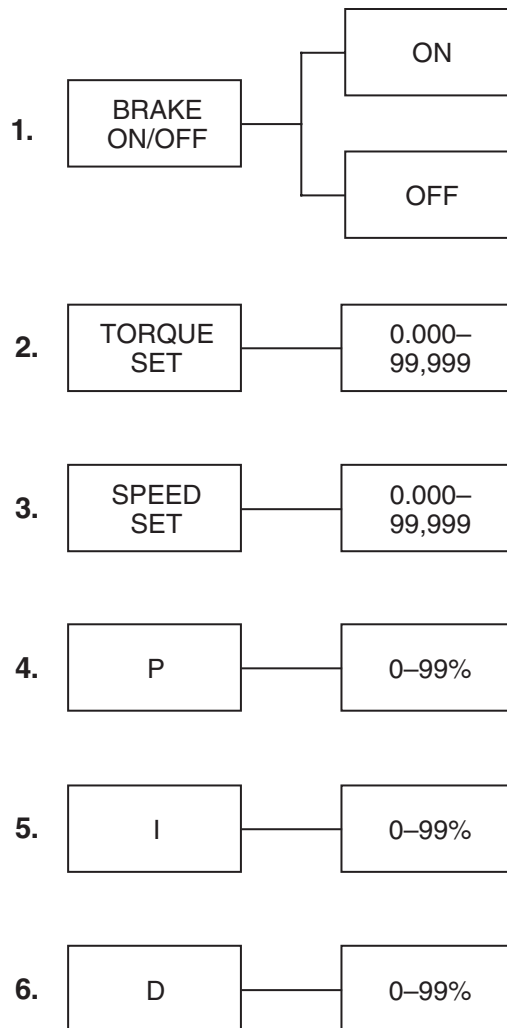 1.
BRAKE
ON/OFF
ON
OFF
2.
TORQUE
SET
0.000–
99,999
3.
SPEED
SET
0.000–
99,999
4.
P
0–99%
5.
I
0–99%
6.
D
0–99%